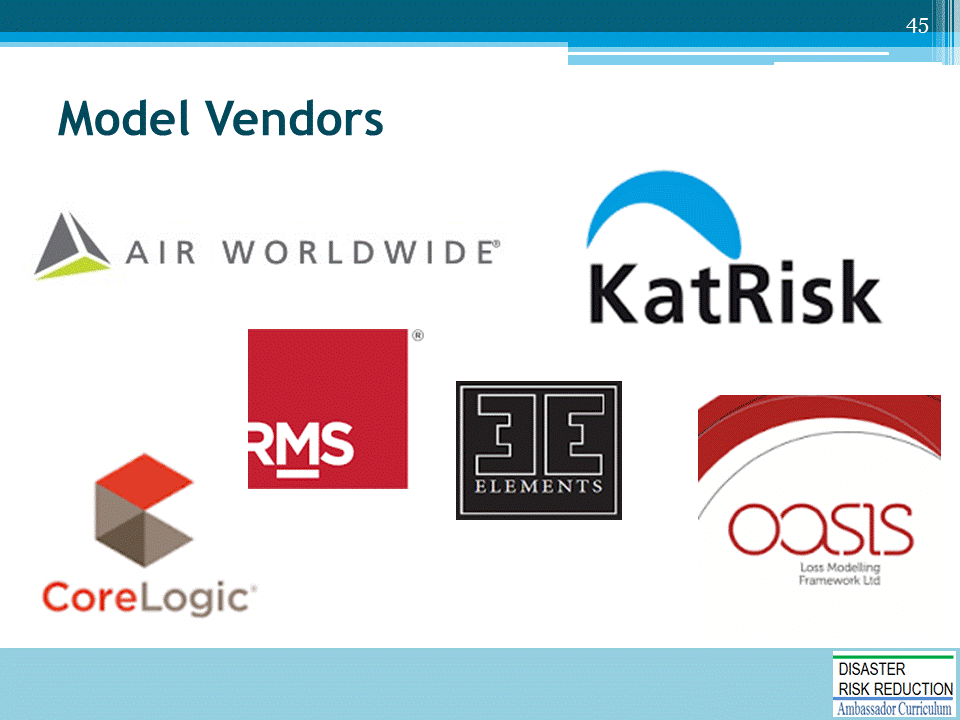 45
Model Vendors
AIR WORLDWIDE®
KatRisk
®
RMS
ELEMENTS
OASIS
Loss Modelling
Framework Ltd
CoreLogic®
DISASTER
RISK REDUCTION
Ambassador Curriculum